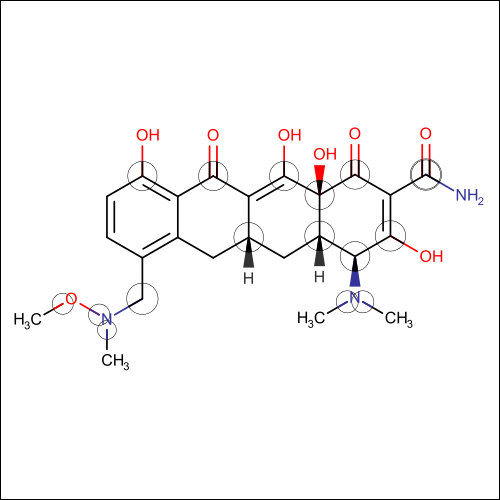 OH O OH O O
OH
NH2
OH
H H
O
H3C N
N H3C CH3
CH3